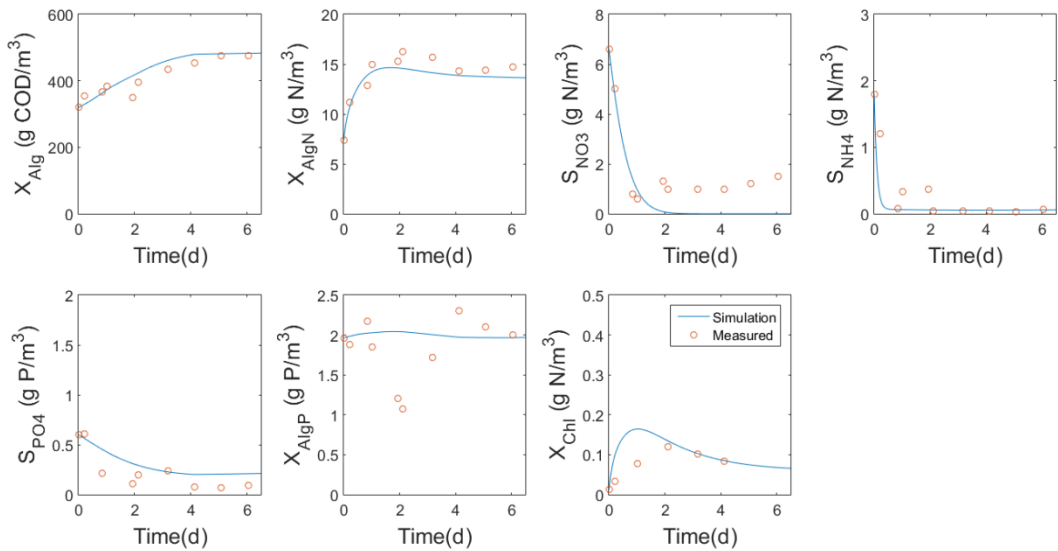 X_Alg (g COD/m^3)
600
400
200
0
0 2 4 6
Time(d)
X_AlgN (g N/m^3)
20
15
10
5
0
0 2 4 6
Time(d)
S_NO3 (g N/m^3)
8
6
4
2
0
0 2 4 6
Time(d)
S_NH4 (g N/m^3)
3
2
1
0
0 2 4 6
Time(d)
S_PO4 (g P/m^3)
2
1.5
1
0.5
0
0 2 4 6
Time(d)
X_AlgP (g P/m^3)
2.5
2
1.5
1
0.5
0
0 2 4 6
Time(d)
X_Chl (g N/m^3)
0.5
0.4
0.3
0.2
0.1
0
0 2 4 6
Time(d)
Simulation
Measured